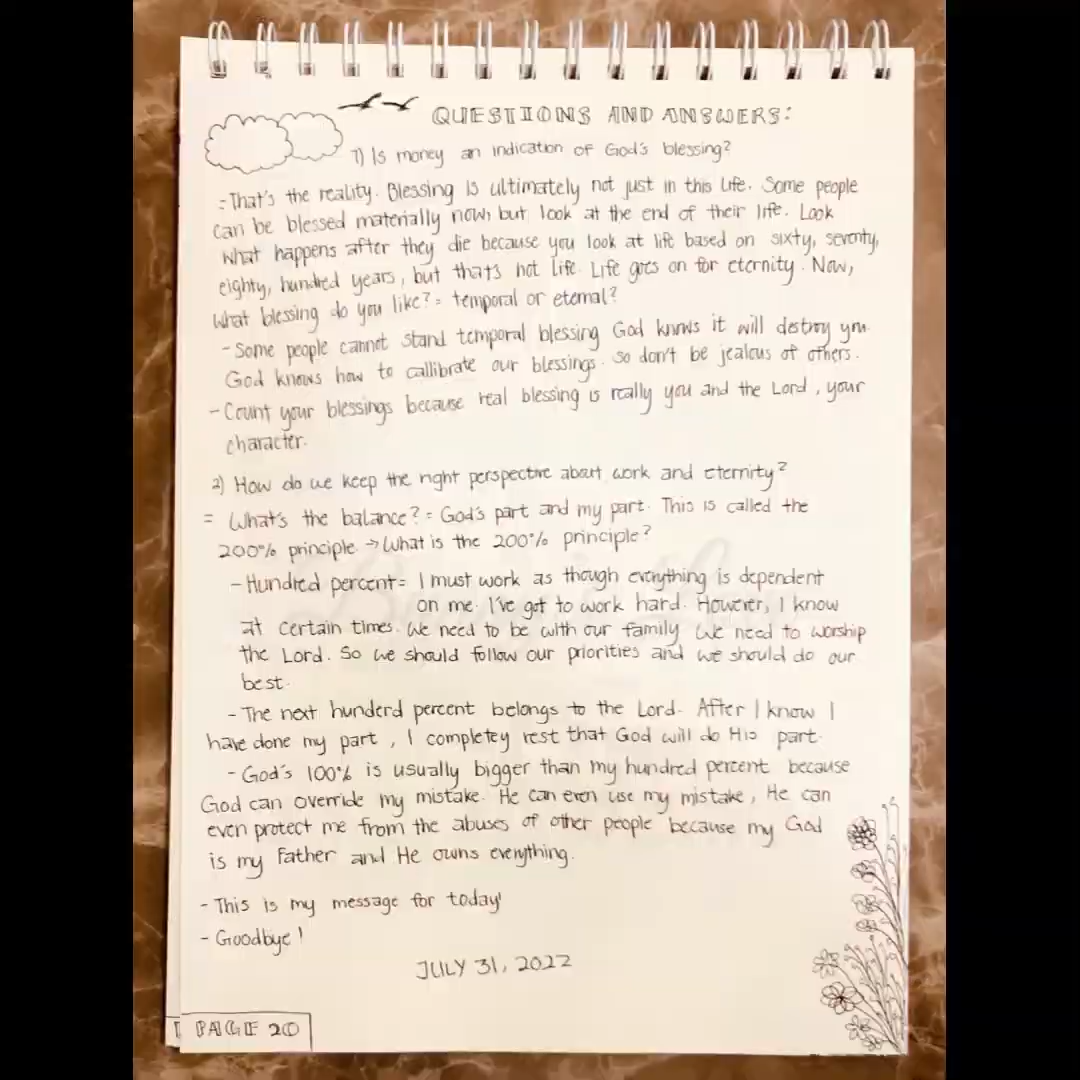 QUESTIONS AND ANSWERS:
1) Is money an indication of God's blessing?
= That's the reality. Blessing is ultimately not just in this life. Some people
can be blessed materially now, but look at the end of their life. Look
what happens after they die because you look at life based on sixty, seventy,
eighty, hundred years, but that's not life. Life goes on for eternity. Now,
what blessing do you like? = temporal or eternal?
- Some people cannot stand temporal blessing God knows it will destroy you.
God knows how to callibrate our blessings. So don't be jealous of others.
- Count your blessings because real blessing is really you and the Lord, your
character.
2) How do we keep the right perspective about work and eternity?
= What's the balance? = God's part and my part. This is called the
200% principle. → What is the 200% principle?
- Hundred percent = I must work as though everything is dependent
on me. I've got to work hard. However, I know
at certain times. We need to be with our family. We need to worship
the Lord. So we should follow our priorities and we should do our
best.
- The next hunderd percent belongs to the Lord. After I know I
have done my part, I completey rest that God will do His part.
- God's 100% is usually bigger than my hundred percent because
God can override my mistake. He can even use my mistake, He can
even protect me from the abuses of other people because my God
is my Father and He owns everything.
- This is my message for today!
- Goodbye!
JULY 31, 2022
PAGE 20